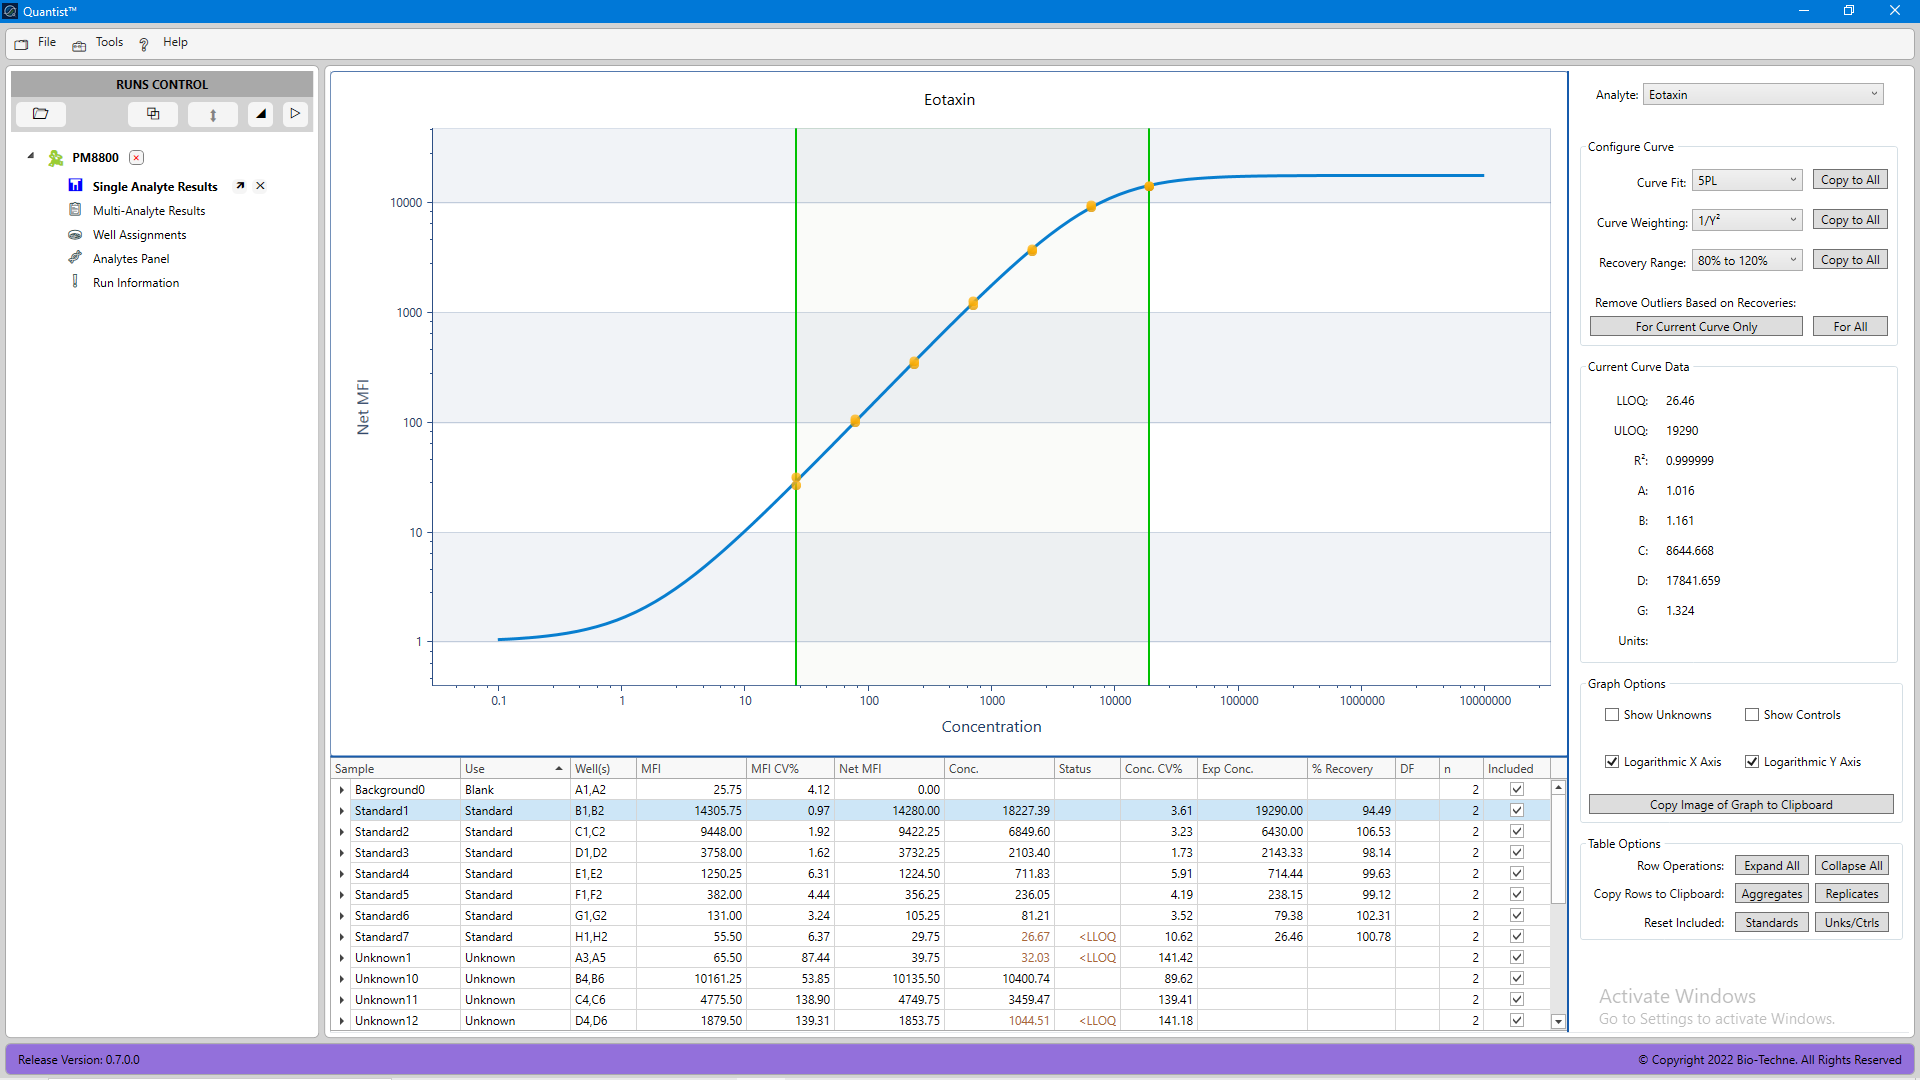 Quantist™
File Tools Help
RUNS CONTROL
PM8800
Single Analyte Results
Multi-Analyte Results
Well Assignments
Analytes Panel
Run Information
Eotaxin
Net MFI
10000
1000
100
10
1
0.1 1 10 100 1000 10000 100000 1000000 10000000
Concentration
Sample Use Well(s) MFI MFI CV% Net MFI Conc. Status Conc. CV% Exp Conc. % Recovery DF n Included
Background0 Blank A1,A2 25.75 4.12 0.00 2
Standard1 Standard B1,B2 14305.75 0.97 14280.00 18227.39 3.61 19290.00 94.49 2
Standard2 Standard C1,C2 9448.00 1.92 9422.25 6849.60 3.23 6430.00 106.53 2
Standard3 Standard D1,D2 3758.00 1.62 3732.25 2103.40 1.73 2143.33 98.14 2
Standard4 Standard E1,E2 1250.25 6.31 1224.50 711.83 5.91 714.44 99.63 2
Standard5 Standard F1,F2 382.00 4.44 356.25 236.05 4.19 238.15 99.12 2
Standard6 Standard G1,G2 131.00 3.24 105.25 81.21 3.52 79.38 102.31 2
Standard7 Standard H1,H2 55.50 6.37 29.75 26.67 <LLOQ 10.62 26.46 100.78 2
Unknown1 Unknown A3,A5 65.50 87.44 39.75 32.03 <LLOQ 141.42 2
Unknown10 Unknown B4,B6 10161.25 53.85 10135.50 10400.74 89.62 2
Unknown11 Unknown C4,C6 4775.50 138.90 4749.75 3459.47 139.41 2
Unknown12 Unknown D4,D6 1879.50 139.31 1853.75 1044.51 <LLOQ 141.18 2
Analyte: Eotaxin
Configure Curve
Curve Fit: 5PL Copy to All
Curve Weighting: 1/Y² Copy to All
Recovery Range: 80% to 120% Copy to All
Remove Outliers Based on Recoveries:
For Current Curve Only For All
Current Curve Data
LLOQ: 26.46
ULOQ: 19290
R²: 0.999999
A: 1.016
B: 1.161
C: 8644.668
D: 17841.659
G: 1.324
Units:
Graph Options
Show Unknowns Show Controls
Logarithmic X Axis Logarithmic Y Axis
Copy Image of Graph to Clipboard
Table Options
Row Operations: Expand All Collapse All
Copy Rows to Clipboard: Aggregates Replicates
Reset Included: Standards Unks/Ctrls
Activate Windows
Go to Settings to activate Windows.
Release Version: 0.7.0.0
© Copyright 2022 Bio-Techne. All Rights Reserved